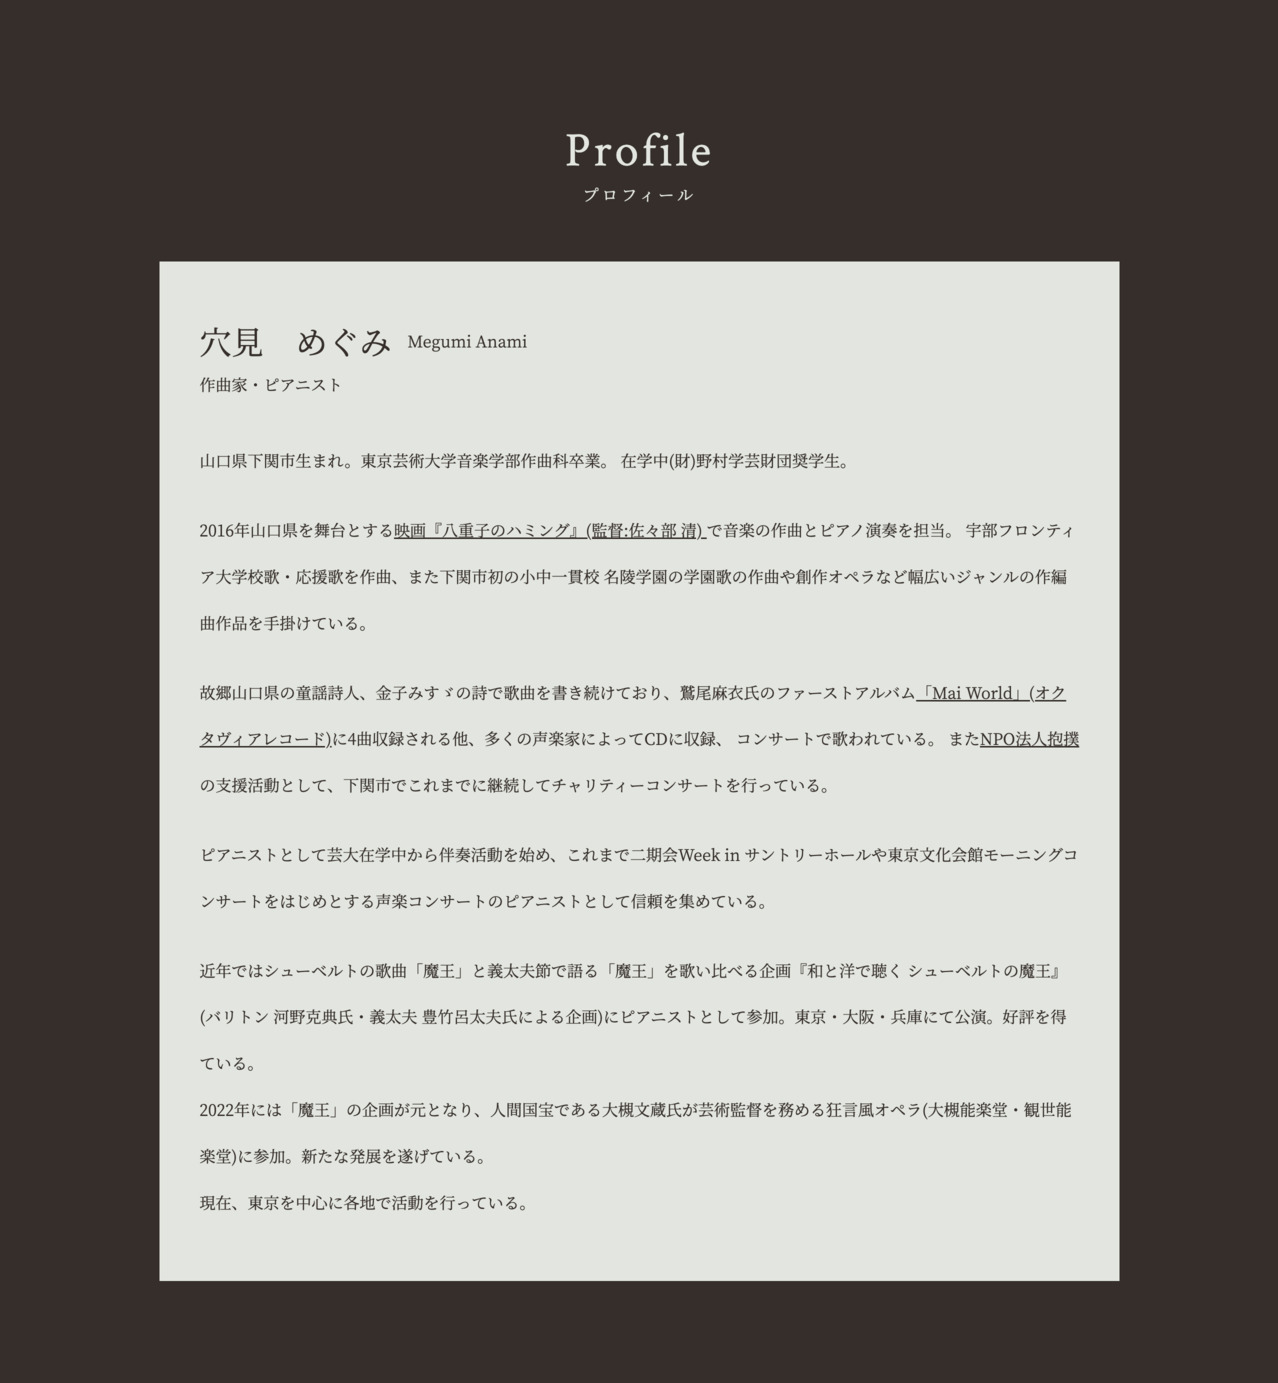 Profile
プロフィール
穴見　めぐみ Megumi Anami
作曲家・ピアニスト
山口県下関市生まれ。東京芸術大学音楽学部作曲科卒業。 在学中(財)野村学芸財団奨学生。
2016年山口県を舞台とする映画『八重子のハミング』(監督:佐々部 清) で音楽の作曲とピアノ演奏を担当。 宇部フロンティ
ア大学校歌・応援歌を作曲、また下関市初の小中一貫校 名陵学園の学園歌の作曲や創作オペラなど幅広いジャンルの作編
曲作品を手掛けている。
故郷山口県の童謡詩人、金子みすゞの詩で歌曲を書き続けており、鷲尾麻衣氏のファーストアルバム「Mai World」(オク
タヴィアレコード)に4曲収録される他、多くの声楽家によってCDに収録、 コンサートで歌われている。 またNPO法人抱撲
の支援活動として、下関市でこれまでに継続してチャリティーコンサートを行っている。
ピアニストとして芸大在学中から伴奏活動を始め、これまで二期会Week in サントリーホールや東京文化会館モーニングコ
ンサートをはじめとする声楽コンサートのピアニストとして信頼を集めている。
近年ではシューベルトの歌曲「魔王」と義太夫節で語る「魔王」を歌い比べる企画『和と洋で聴く シューベルトの魔王』
(バリトン 河野克典氏・義太夫 豊竹呂太夫氏による企画)にピアニストとして参加。東京・大阪・兵庫にて公演。好評を得
ている。
2022年には「魔王」の企画が元となり、人間国宝である大槻文蔵氏が芸術監督を務める狂言風オペラ(大槻能楽堂・観世能
楽堂)に参加。新たな発展を遂げている。
現在、東京を中心に各地で活動を行っている。